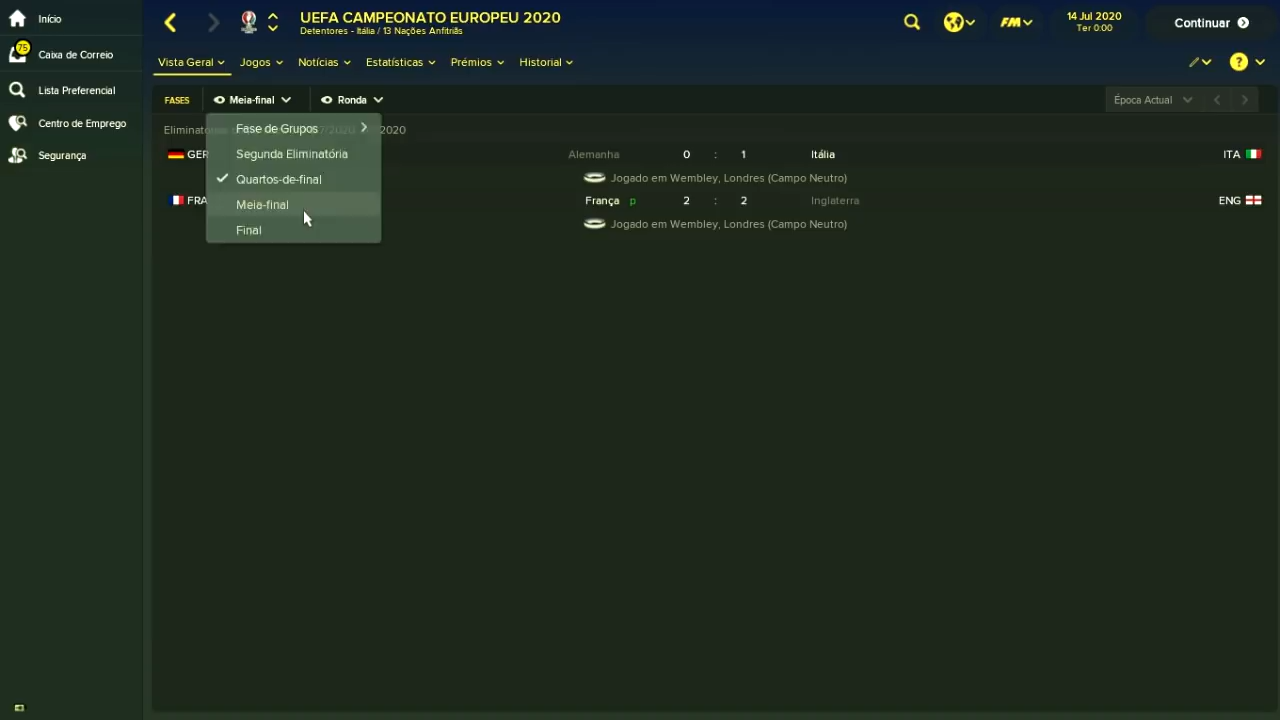 Início
75
Caixa de Correio
Lista Preferencial
Centro de Emprego
Segurança
UEFA CAMPEONATO EUROPEU 2020
Detentores - Itália / 13 Nações Anfitriãs
FM
14 Jul 2020
Ter 0:00
Continuar
Vista Geral
Jogos
Notícias
Estatísticas
Prémios
Historial
?
FASES
Meia-final
Ronda
Época Actual
2020
Fase de Grupos
Segunda Eliminatória
Quartos-de-final
Meia-final
Final
GER Alemanha 0 : 1 Itália ITA
Jogado em Wembley, Londres (Campo Neutro)
FRA França p 2 : 2 Inglaterra ENG
Jogado em Wembley, Londres (Campo Neutro)